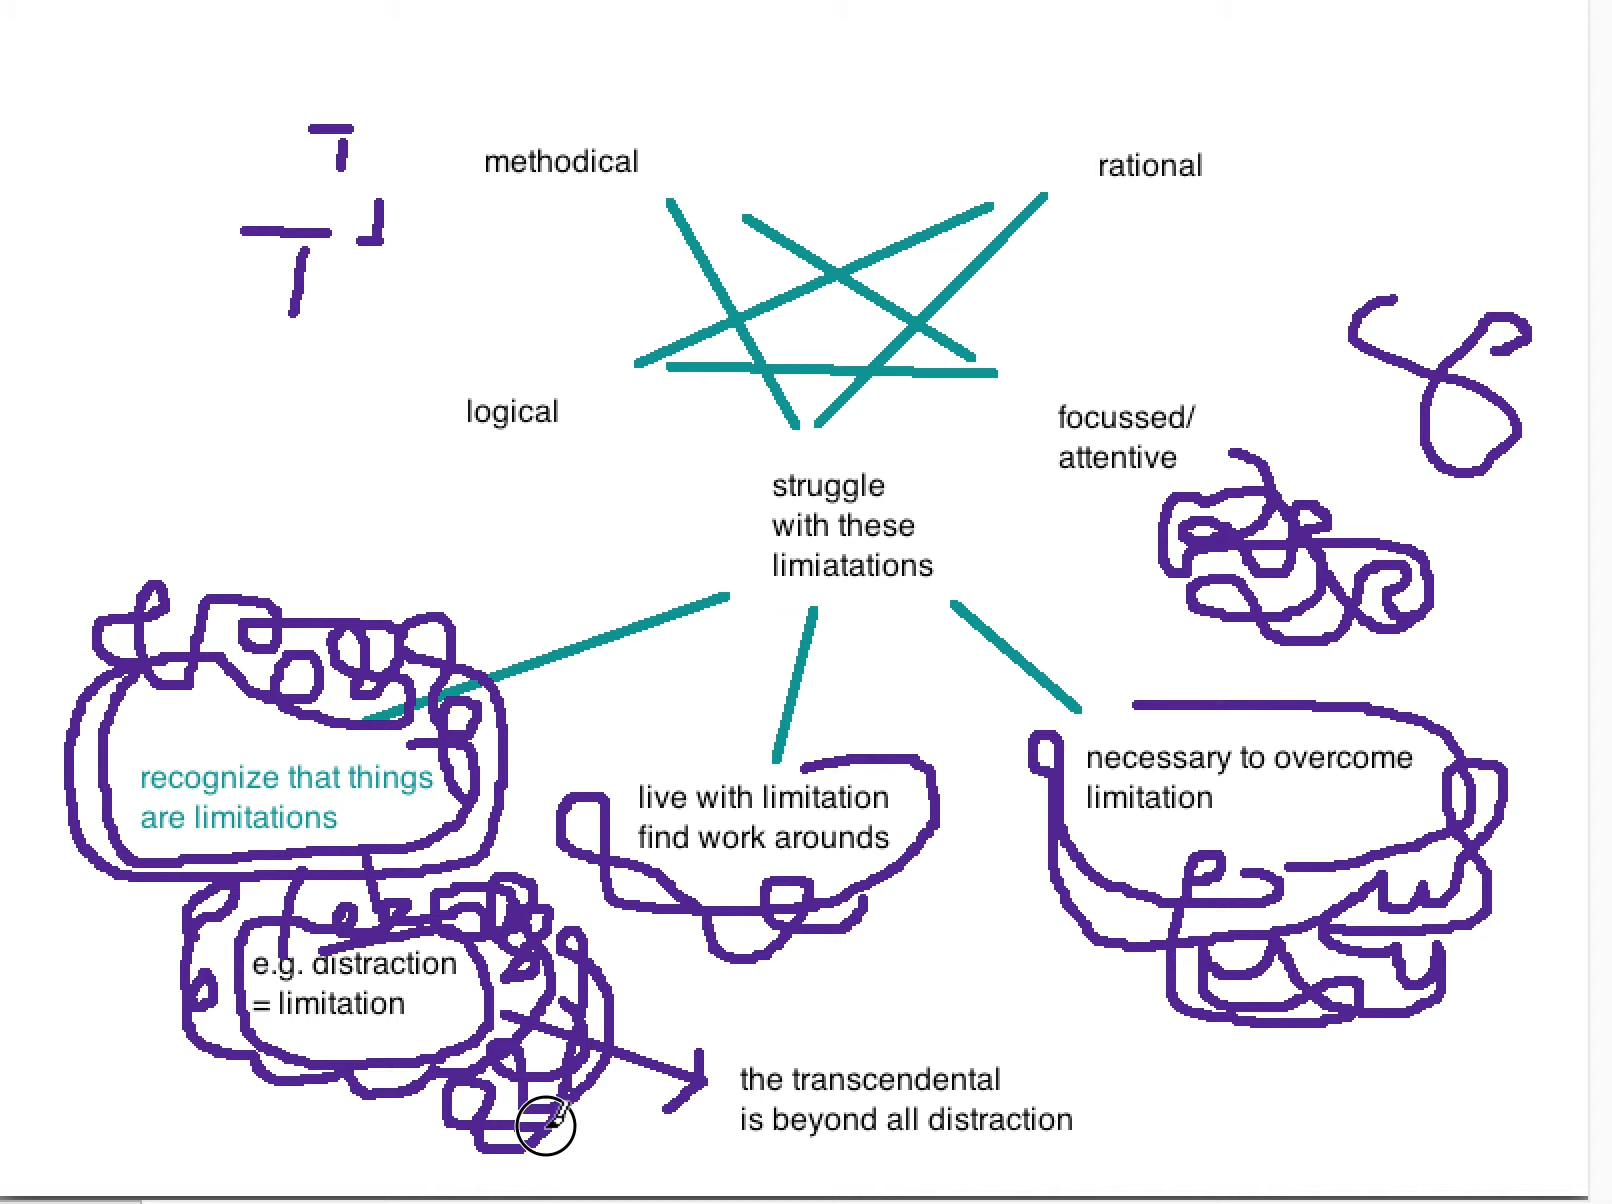 methodical
rational
logical
focussed/
attentive
struggle
with these
limiatations
recognize that things
are limitations
live with limitation
find work arounds
necessary to overcome
limitation
e.g. distraction
= limitation
the transcendental
is beyond all distraction